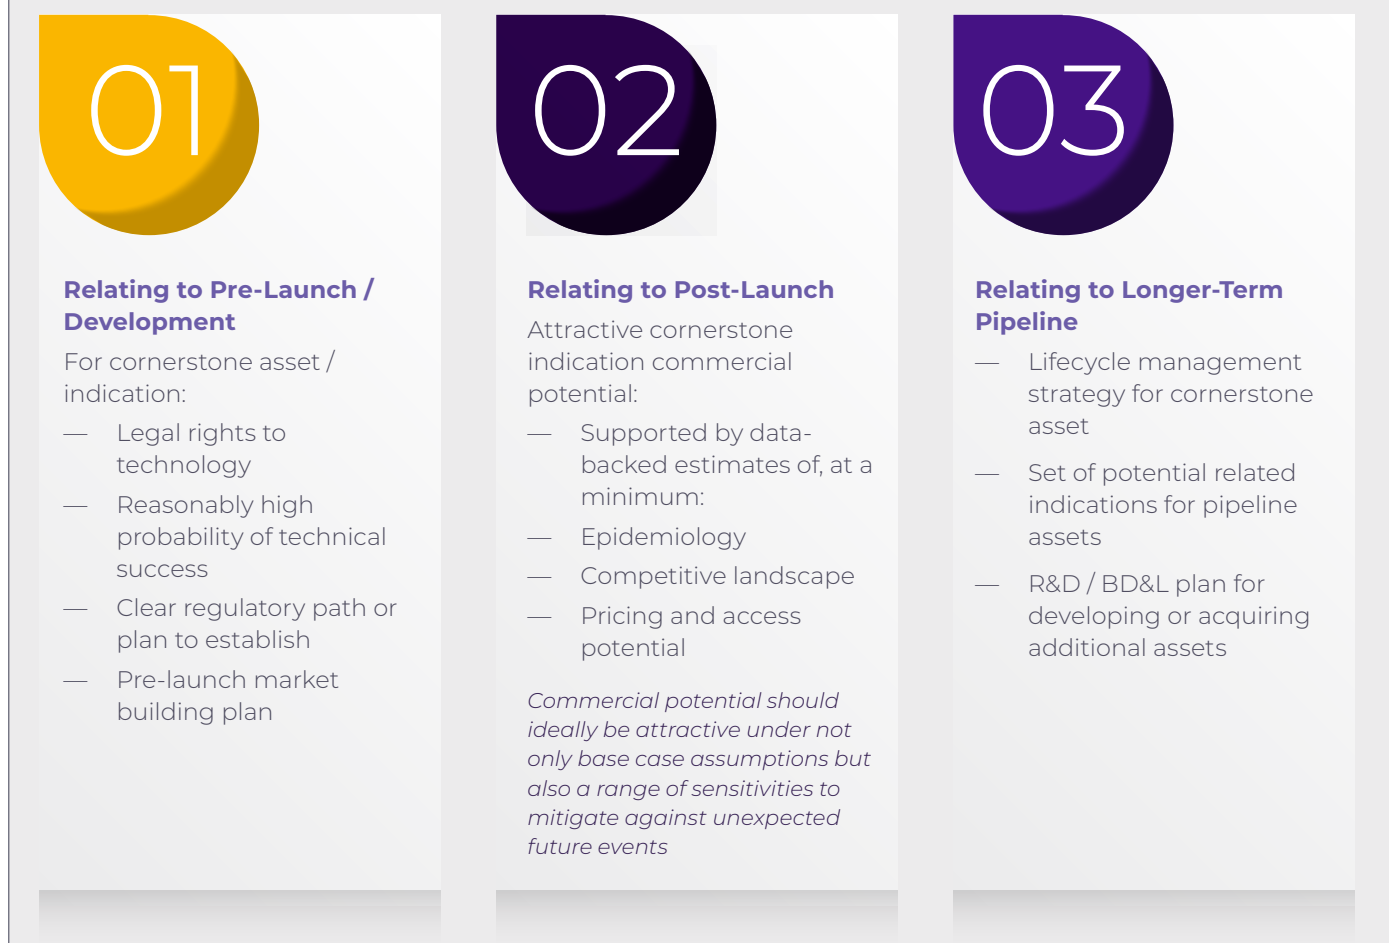 01
Relating to Pre-Launch /
Development
For cornerstone asset /
indication:
— Legal rights to
technology
— Reasonably high
probability of technical
success
— Clear regulatory path or
plan to establish
— Pre-launch market
building plan
02
Relating to Post-Launch
Attractive cornerstone
indication commercial
potential:
— Supported by data-
backed estimates of, at a
minimum:
— Epidemiology
— Competitive landscape
— Pricing and access
potential
Commercial potential should
ideally be attractive under not
only base case assumptions but
also a range of sensitivities to
mitigate against unexpected
future events
03
Relating to Longer-Term
Pipeline
— Lifecycle management
strategy for cornerstone
asset
— Set of potential related
indications for pipeline
assets
— R&D / BD&L plan for
developing or acquiring
additional assets